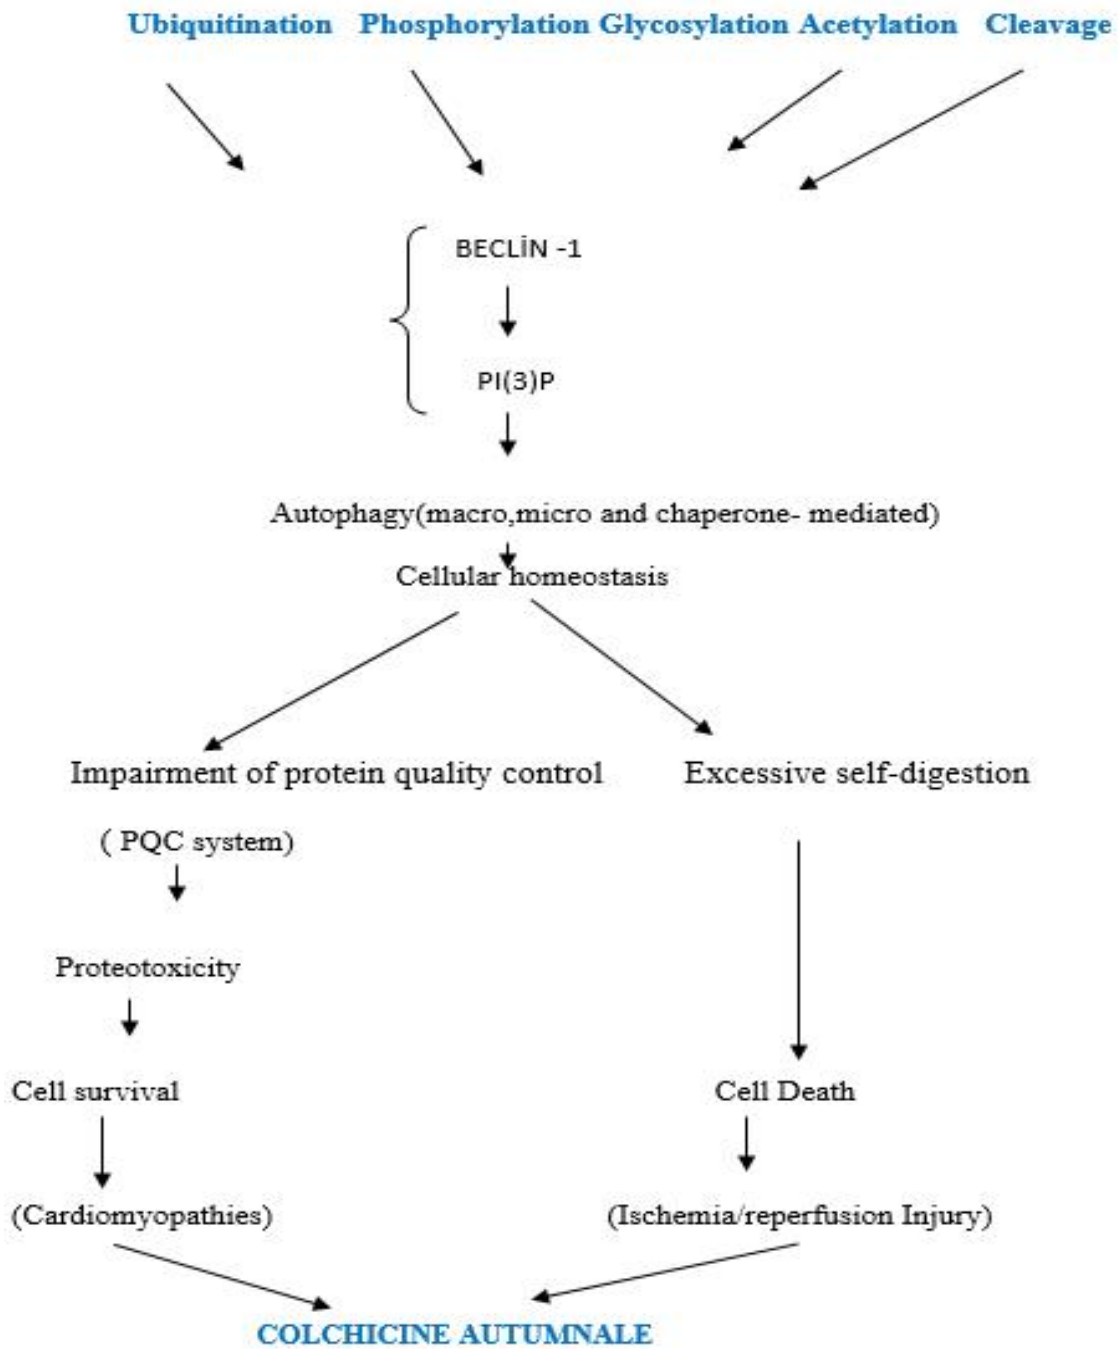 Ubiquitination Phosphorylation Glycosylation Acetylation Cleavage
BECLİN -1
PI(3)P
Autophagy(macro,micro and chaperone- mediated)
Cellular homeostasis
Impairment of protein quality control
Excessive self-digestion
( PQC system)
Proteotoxicity
Cell survival
Cell Death
(Cardiomyopathies)
(Ischemia/reperfusion Injury)
COLCHICINE AUTUMNALE